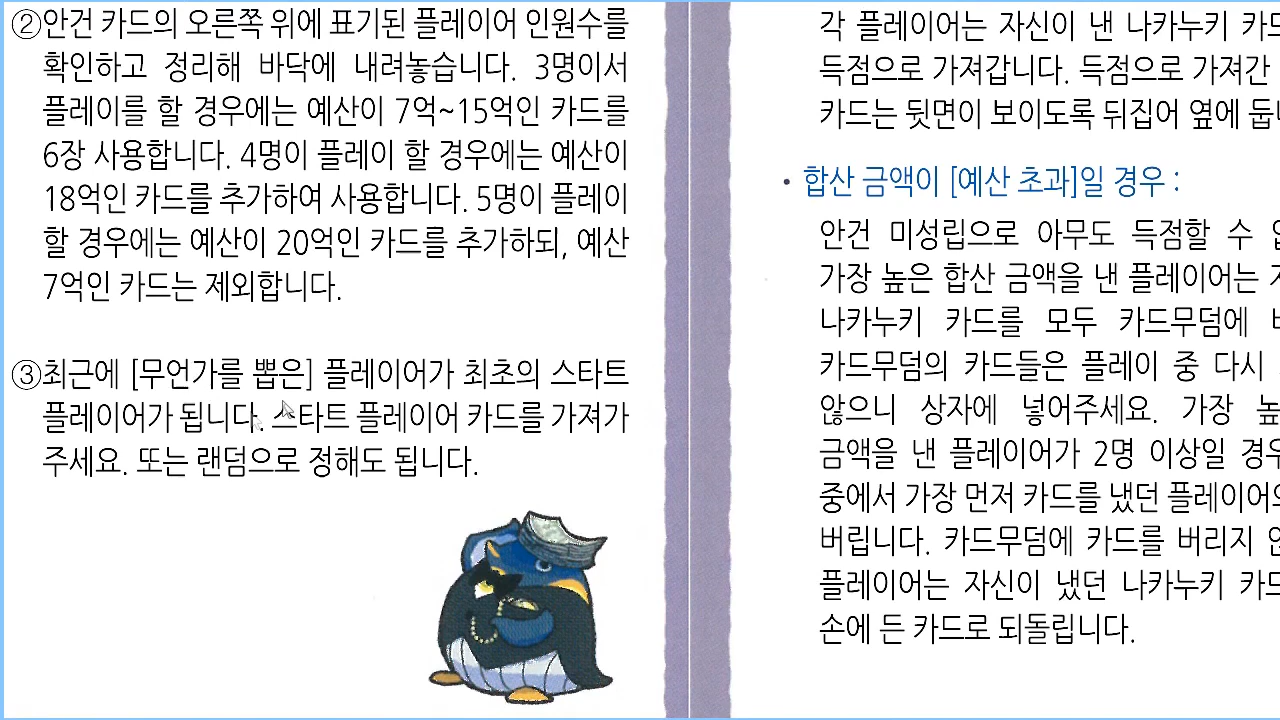 ②안건 카드의 오른쪽 위에 표기된 플레이어 인원수를
확인하고 정리해 바닥에 내려놓습니다. 3명이서
플레이를 할 경우에는 예산이 7억~15억인 카드를
6장 사용합니다. 4명이 플레이 할 경우에는 예산이
18억인 카드를 추가하여 사용합니다. 5명이 플레이
할 경우에는 예산이 20억인 카드를 추가하되, 예산
7억인 카드는 제외합니다.
③최근에 [무언가를 뽑은] 플레이어가 최초의 스타트
플레이어가 됩니다. 스타트 플레이어 카드를 가져가
주세요. 또는 랜덤으로 정해도 됩니다.
각 플레이어는 자신이 낸 나카누키
득점으로 가져갑니다. 득점으로 가져간
카드는 뒷면이 보이도록 뒤집어 옆에
• 합산 금액이 [예산 초과]일 경우 :
안건 미성립으로 아무도 득점할 수
가장 높은 합산 금액을 낸 플레이어는
나카누키 카드를 모두 카드무덤에
카드무덤의 카드들은 플레이 중 다시
않으니 상자에 넣어주세요. 가장
금액을 낸 플레이어가 2명 이상일
중에서 가장 먼저 카드를 냈던
버립니다. 카드무덤에 카드를 버리지
플레이어는 자신이 냈던 나카누키
손에 든 카드로 되돌립니다.